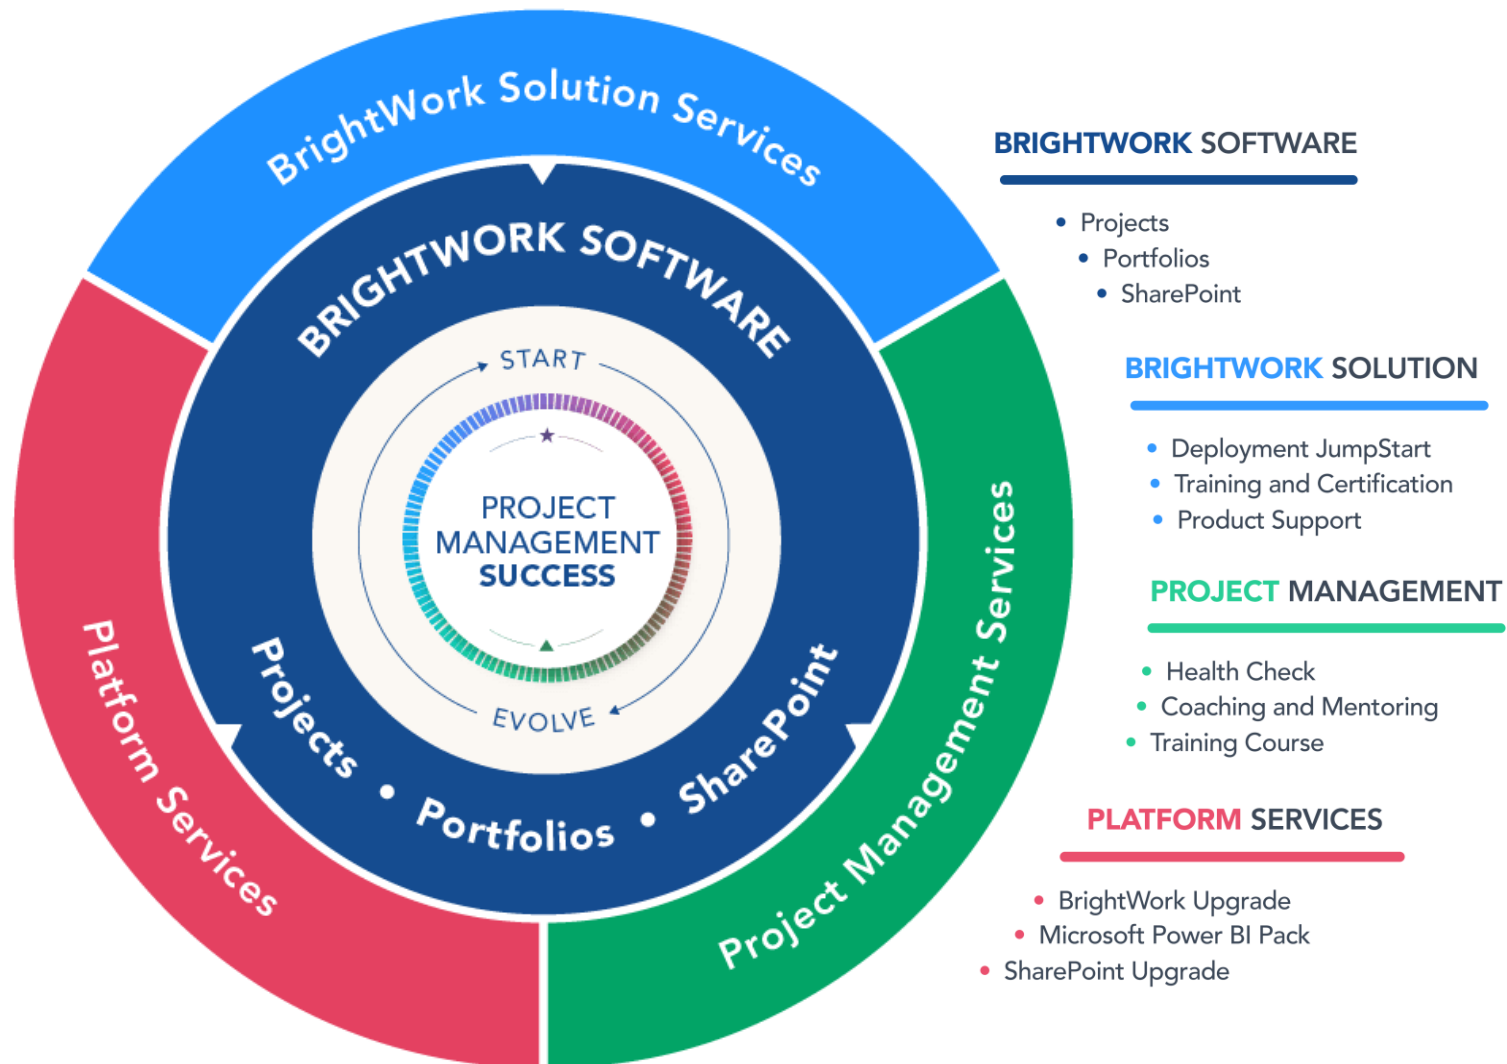 BrightWork Solution Services
BRIGHTWORK SOFTWARE
START
PROJECT
MANAGEMENT
SUCCESS
EVOLVE
Projects • Portfolios • SharePoint
Platform Services
Project Management Services
BRIGHTWORK SOFTWARE
• Projects
• Portfolios
• SharePoint
BRIGHTWORK SOLUTION
• Deployment JumpStart
• Training and Certification
• Product Support
PROJECT MANAGEMENT
• Health Check
• Coaching and Mentoring
• Training Course
PLATFORM SERVICES
• BrightWork Upgrade
• Microsoft Power BI Pack
• SharePoint Upgrade